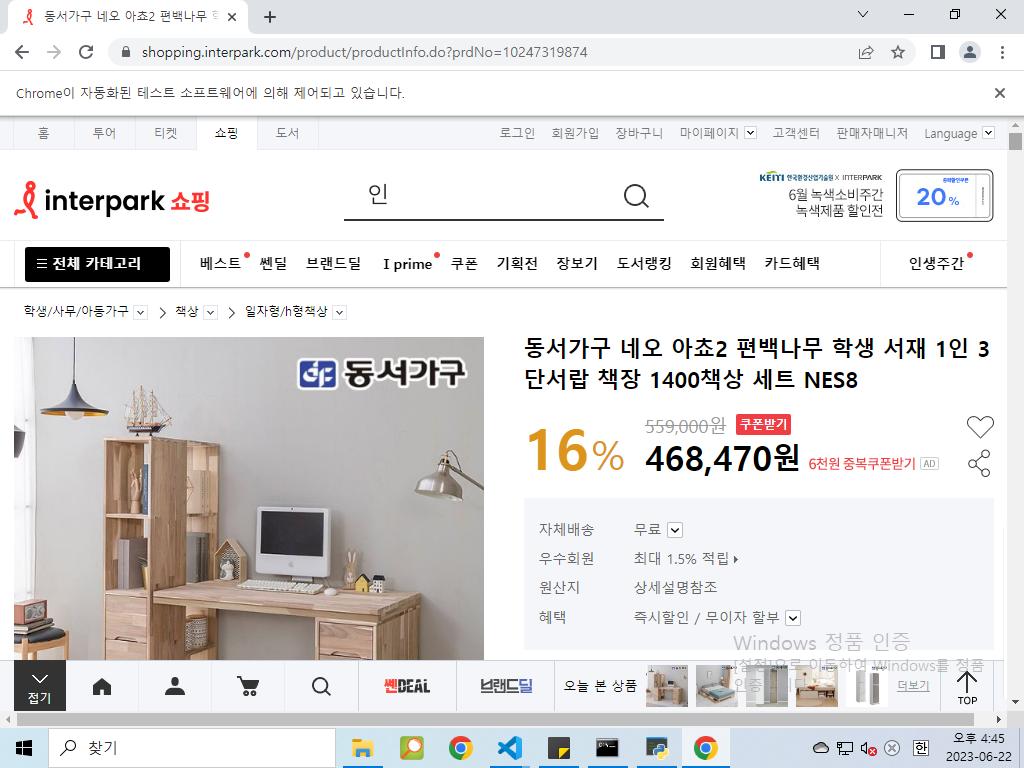 동서가구 네오 아쵸2 편백나무 학
shopping.interpark.com/product/productInfo.do?prdNo=10247319874
Chrome이 자동화된 테스트 소프트웨어에 의해 제어되고 있습니다.
홈 투어 티켓 쇼핑 도서 로그인 회원가입 장바구니 마이페이지 고객센터 판매자매니저 Language
interpark 쇼핑
인
KEITI 한국환경산업기술원 X INTERPARK
6월 녹색소비주간
녹색제품 할인전
20%
전체 카테고리 베스트 쎈딜 브랜드딜 I prime 쿠폰 기획전 장보기 도서랭킹 회원혜택 카드혜택 인생주간
학생/사무/아동가구 책상 일자형/h형책상
동서가구
동서가구 네오 아쵸2 편백나무 학생 서재 1인 3
단서랍 책장 1400책상 세트 NES8
16%
559,000원 쿠폰받기
468,470원 6천원 중복쿠폰받기 AD
자체배송 무료
우수회원 최대 1.5% 적립
원산지 상세설명참조
혜택 즉시할인 / 무이자 할부
Windows 정품 인증
[설정]으로 이동하여 Windows를 정품
접기 쎈DEAL 브랜드딜 오늘 본 상품 더보기 TOP
찾기
한
오후 4:45
2023-06-22